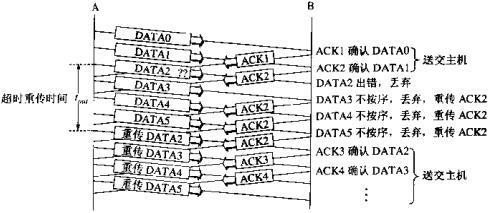 A
B
DATA0
DATA1
ACK1
ACK1 确认 DATA0
送交主机
DATA2 ??
ACK2
ACK2 确认 DATA1
DATA2 出错，丢弃
DATA3
超时重传时间 tout
DATA3 不按序，丢弃，重传 ACK2
DATA4
ACK2
DATA4 不按序，丢弃，重传 ACK2
DATA5
ACK2
DATA5 不按序，丢弃，重传 ACK2
重传 DATA2
ACK2
重传 DATA3
ACK3
ACK3 确认 DATA2
重传 DATA4
ACK4
ACK4 确认 DATA3
送交主机
重传 DATA5